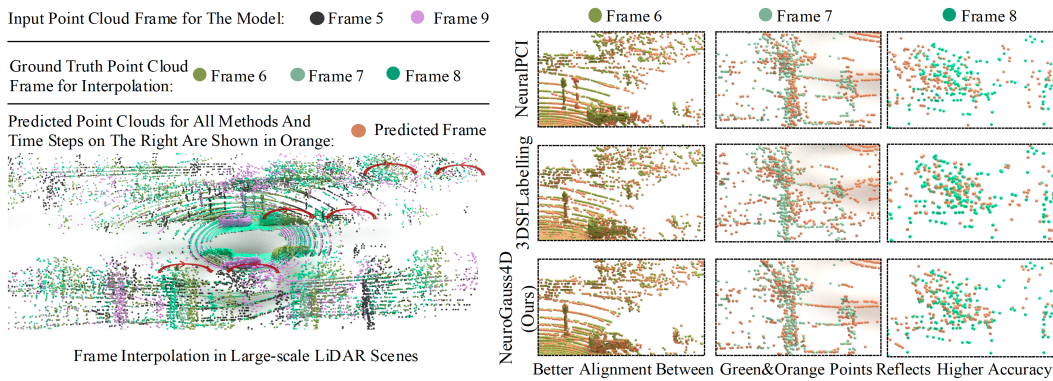 Input Point Cloud Frame for The Model: Frame 5 Frame 9
Ground Truth Point Cloud
Frame for Interpolation: Frame 6 Frame 7 Frame 8
Predicted Point Clouds for All Methods And
Time Steps on The Right Are Shown in Orange: Predicted Frame
Frame Interpolation in Large-scale LiDAR Scenes
Frame 6 Frame 7 Frame 8
NeuralPCI
3DSFLabelling
NeuroGauss4D
(Ours)
Better Alignment Between Green&Orange Points Reflects Higher Accuracy